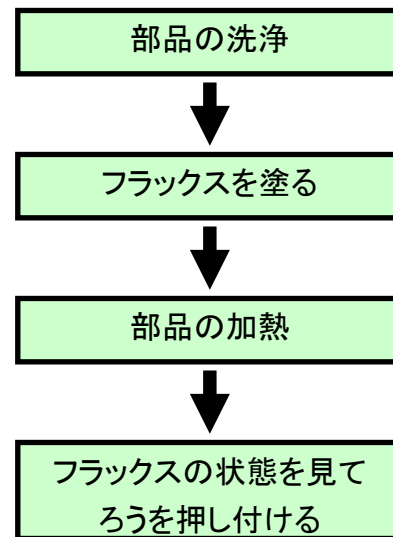 部品の洗浄
フラックスを塗る
部品の加熱
フラックスの状態を見て
ろうを押し付ける